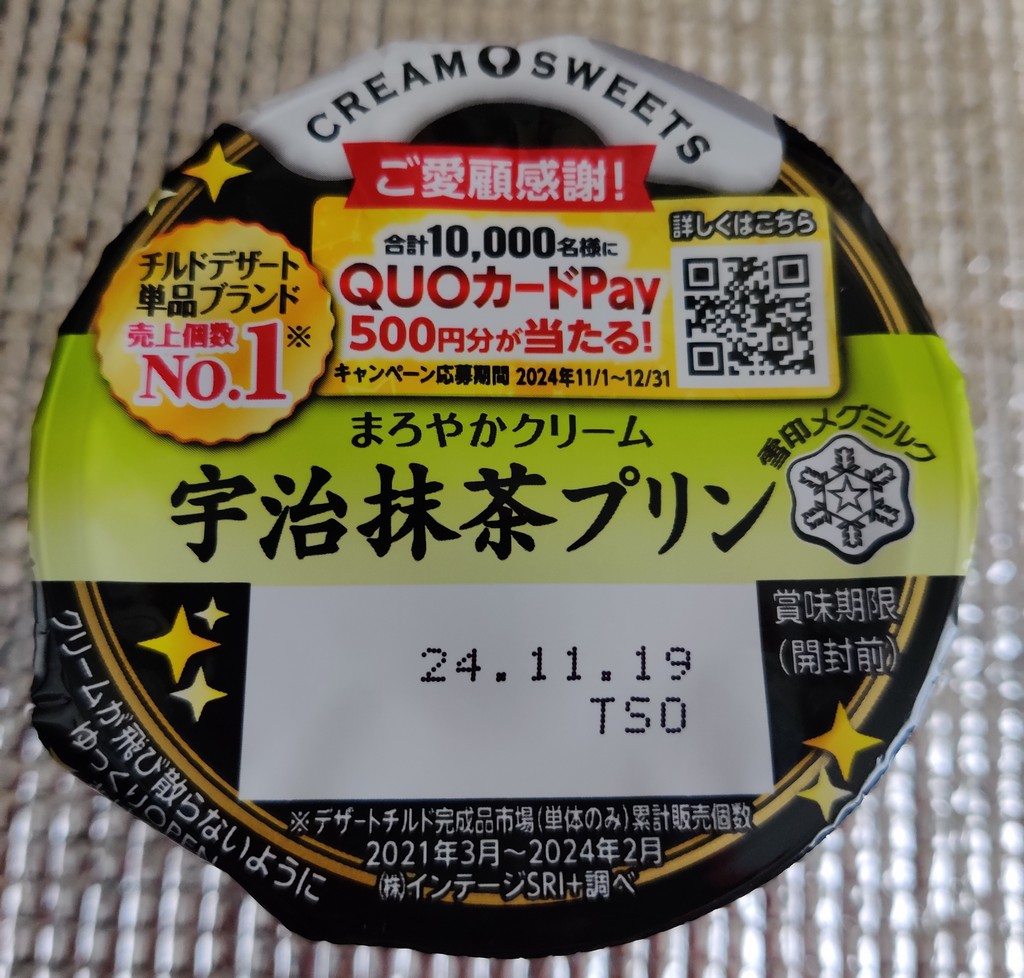 CREAM SWEETS
ご愛顧感謝!
合計10,000名様に
QUOカードPay
500円分が当たる!
キャンペーン応募期間 2024年11/1~12/31
詳しくはこちら
チルドデザート
単品ブランド
売上個数
No.1※
まろやかクリーム
宇治抹茶プリン
雪印メグミルク
賞味期限
(開封前)
24.11.19
TSO
クリームが飛び散らないように
ゆっくりOPEN
※デザートチルド完成品市場(単体のみ)累計販売個数
2021年3月~2024年2月
㈱インテージSRI+調べ